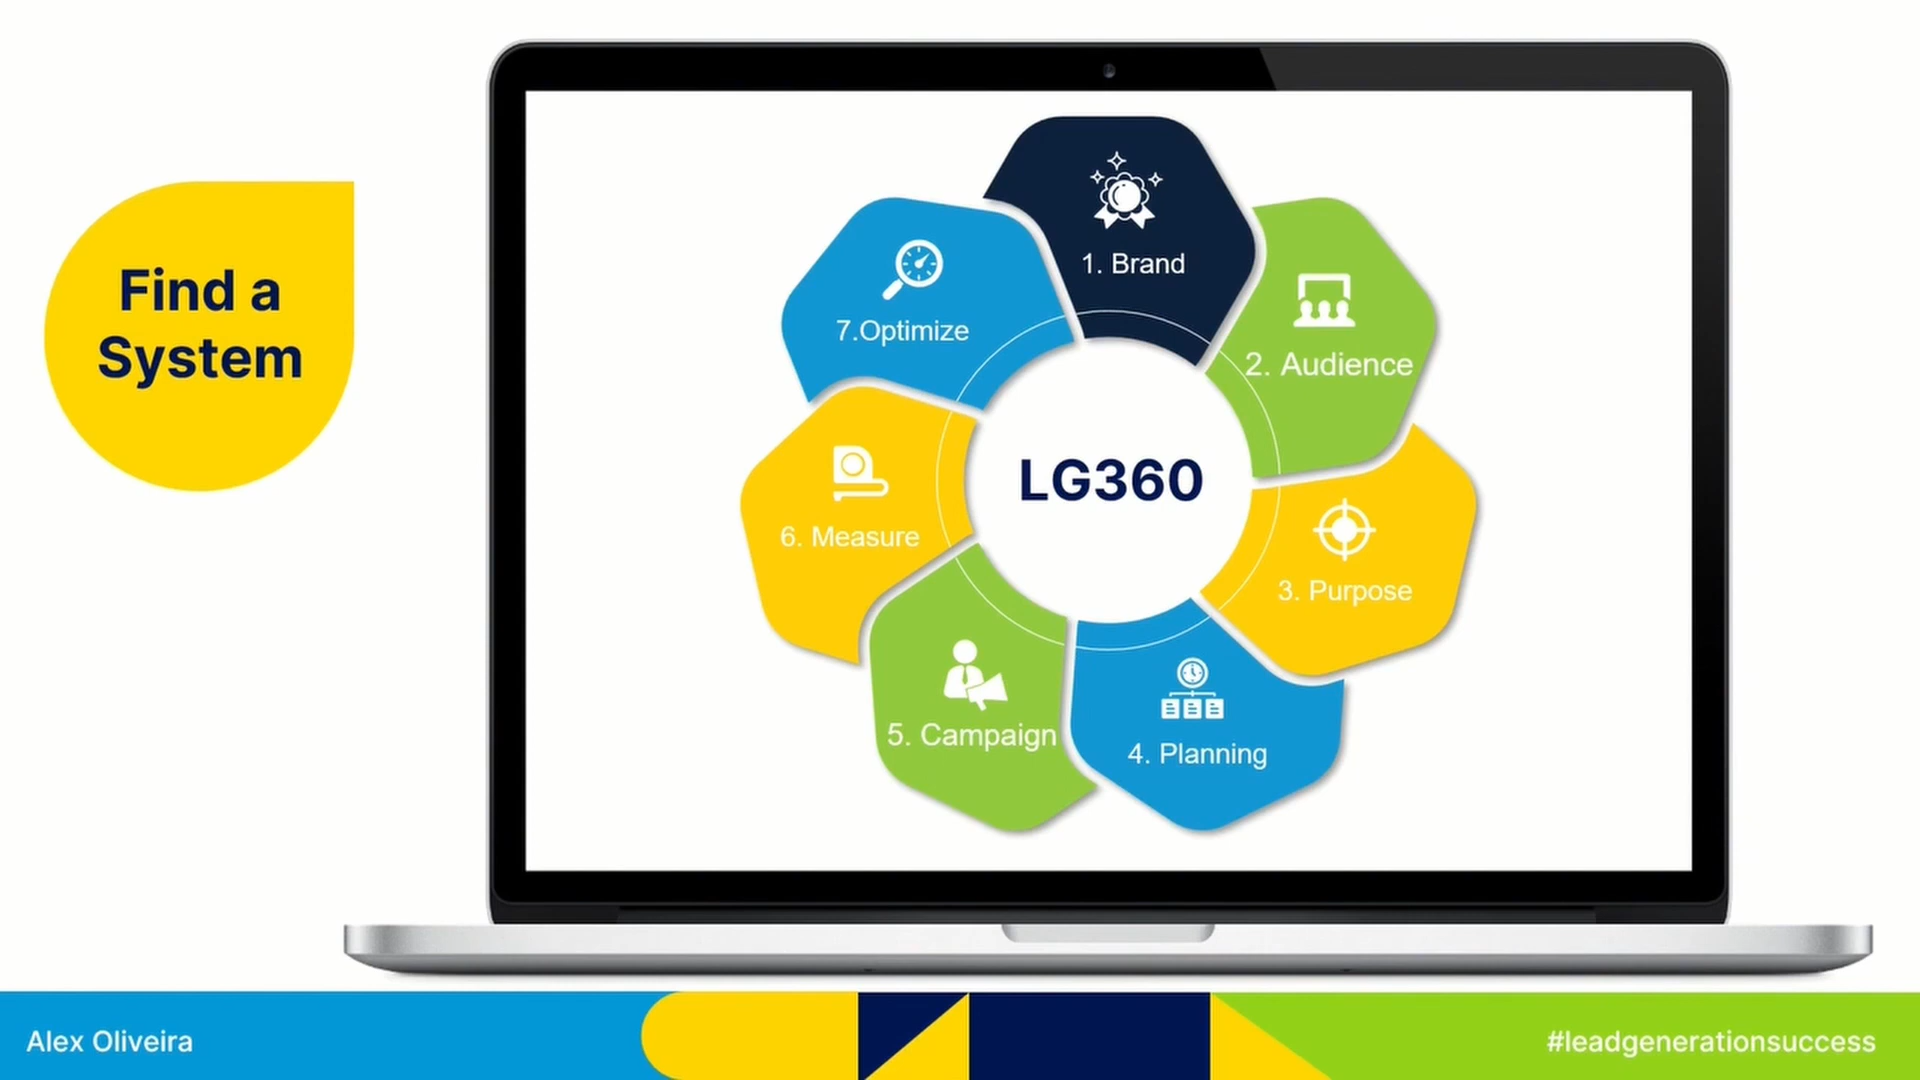 Find a
System
1. Brand
2. Audience
3. Purpose
4. Planning
5. Campaign
6. Measure
7.Optimize
LG360
Alex Oliveira
#leadgenerationsuccess